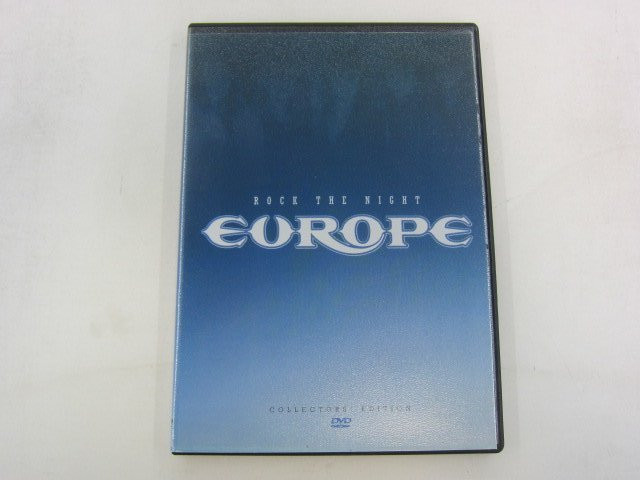 ROCK THE NIGHT
EUROPE
COLLECTORS' EDITION
DVD